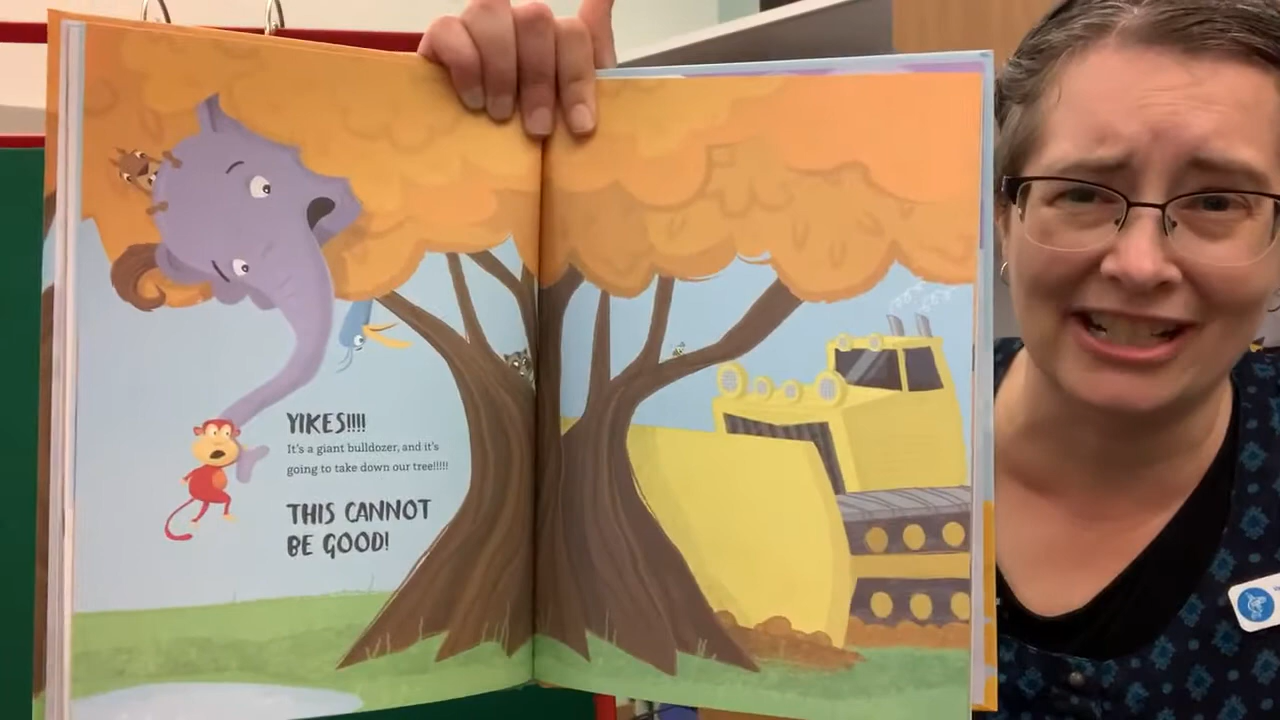 YIKES!!!!
It's a giant bulldozer, and it's
going to take down our tree!!!!!
THIS CANNOT
BE GOOD!